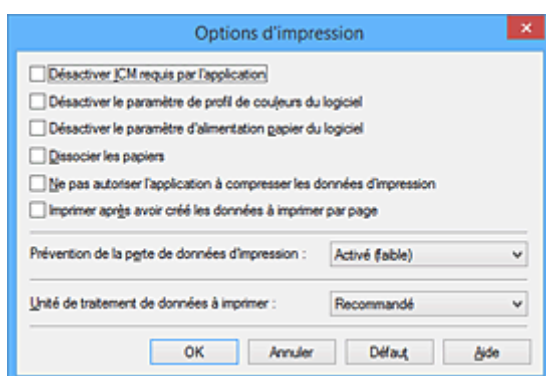 Options d'impression
Désactiver ICM requis par l'application
Désactiver le paramètre de profil de couleurs du logiciel
Désactiver le paramètre d'alimentation papier du logiciel
Dissocier les papiers
Ne pas autoriser l'application à compresser les données d'impression
Imprimer après avoir créé les données à imprimer par page
Prévention de la perte de données d'impression : Activé (faible)
Unité de traitement de données à imprimer : Recommandé
OK Annuler Défaut Aide